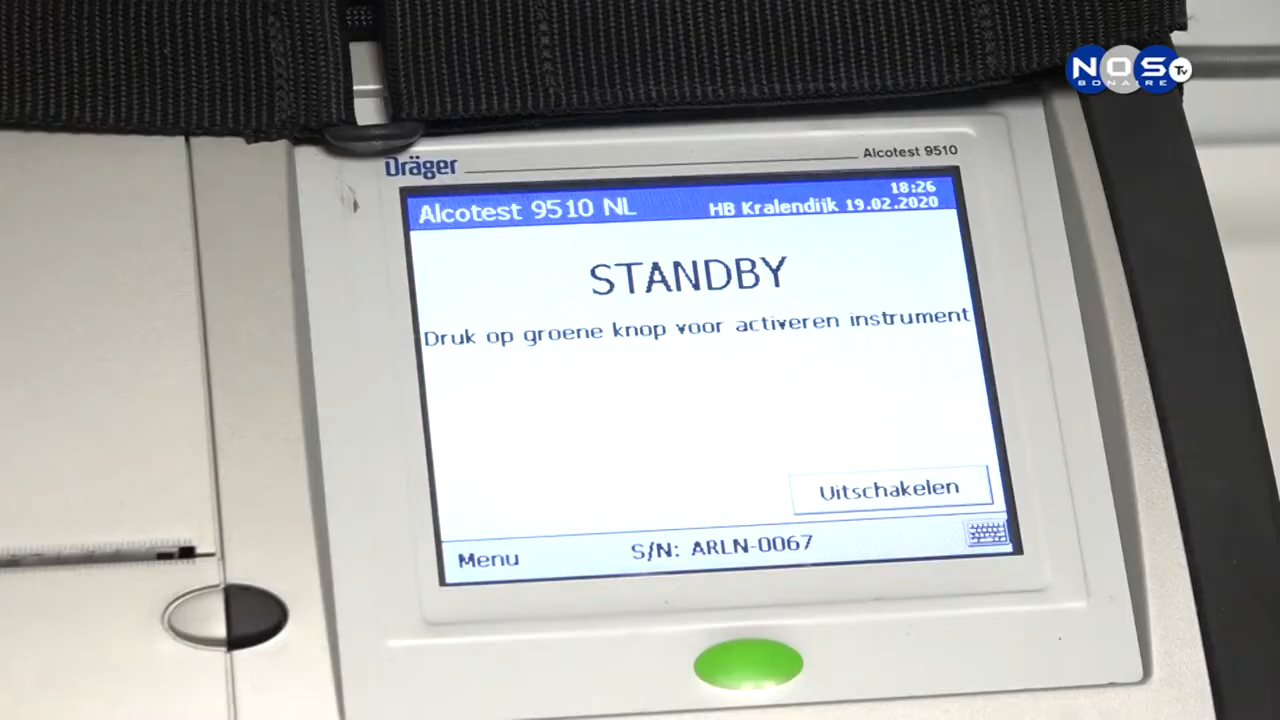 NOS TV
BONAIRE
Dräger
Alcotest 9510
18:26
Alcotest 9510 NL
HB Kralendijk 19.02.2020
STANDBY
Druk op groene knop voor activeren instrument
Uitschakelen
Menu
S/N: ARLN-0067